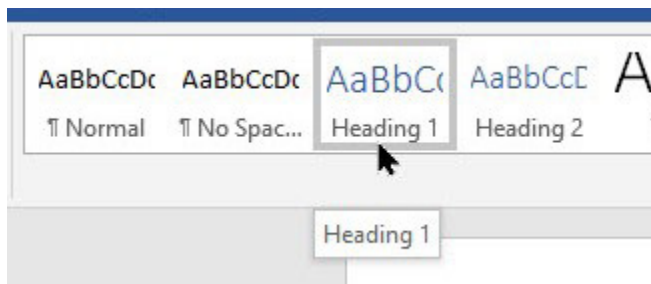 AaBbCcDc AaBbCcDc AaBbCc AaBbCcD A
¶ Normal ¶ No Spac... Heading 1 Heading 2
Heading 1